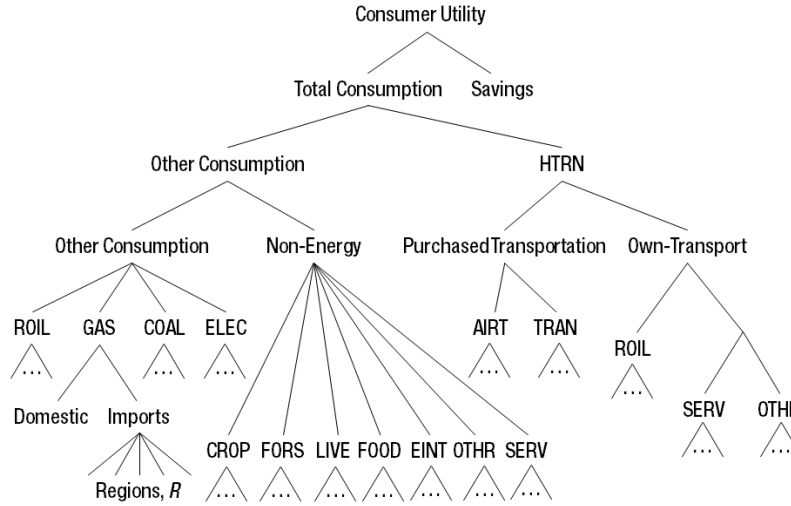 Consumer Utility
Total Consumption Savings
Other Consumption HTRN
Other Consumption Non-Energy Purchased Transportation Own-Transport
ROIL GAS COAL ELEC AIRT TRAN
ROIL
... ... ... ... ...
...
Domestic Imports SERV OTHR
CROP FORS LIVE FOOD EINT OTHR SERV
... ...
Regions, R ... ... ... ... ... ... ...